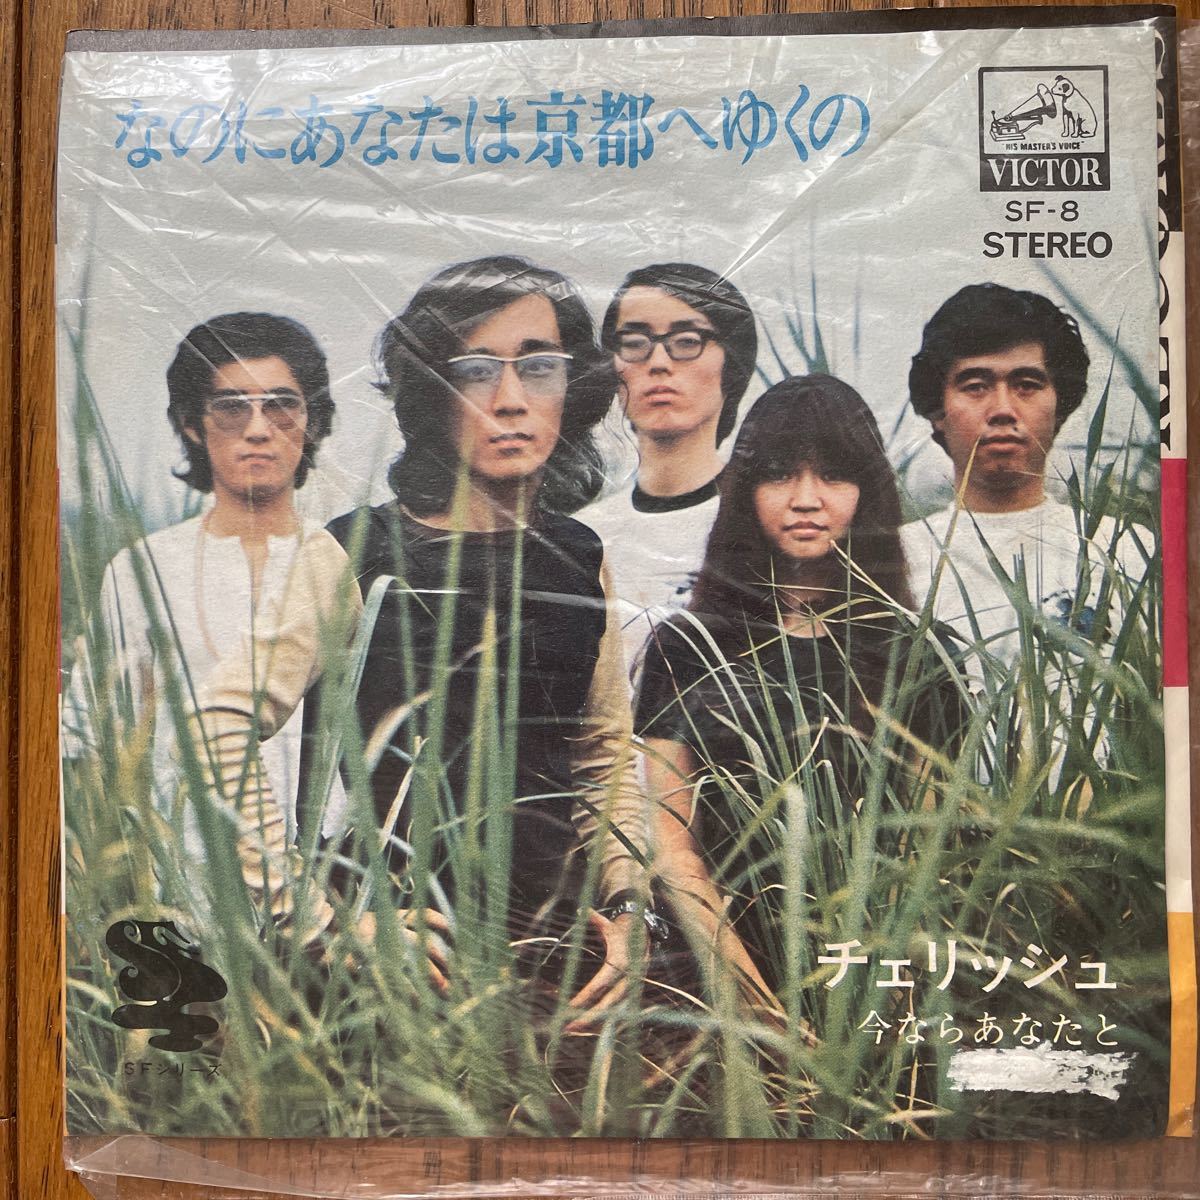 なのにあなたは京都へゆくの
"HIS MASTER'S VOICE"
VICTOR
SF-8
STEREO
チェリッシュ
今ならあなたと
SFシリーズ